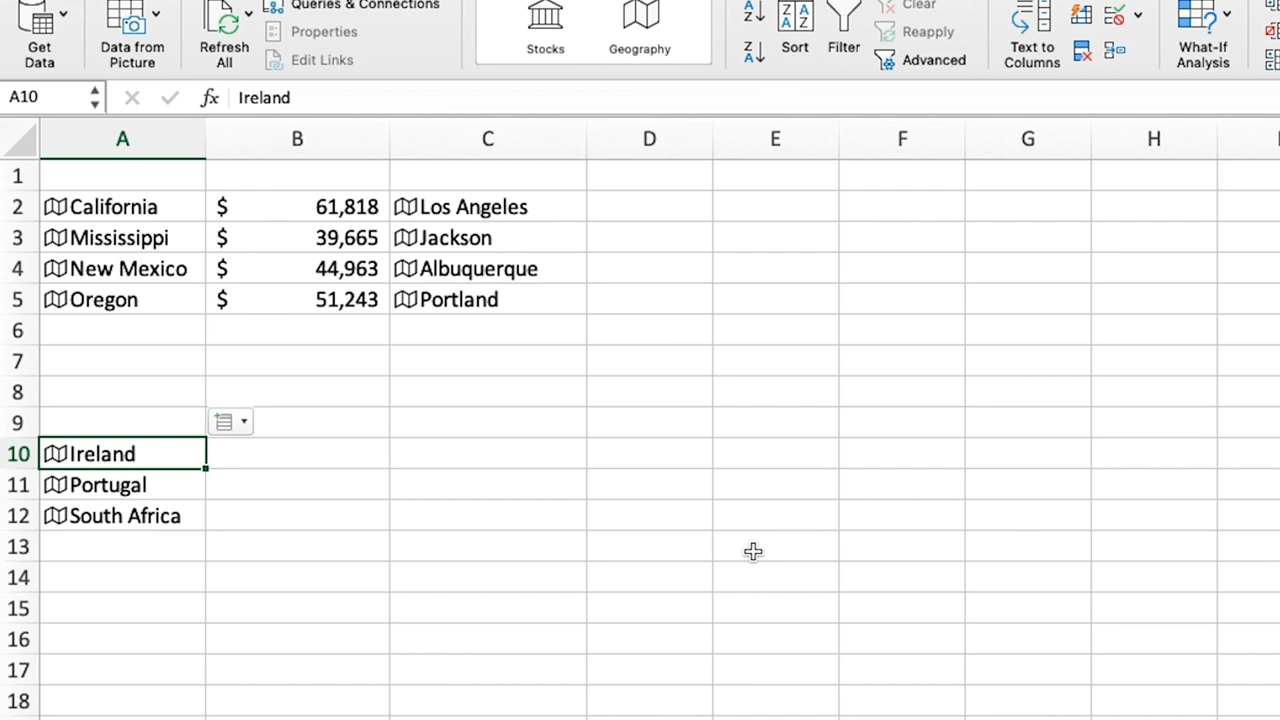 Queries & Connections
Clear
Get
Data
Data from
Picture
Refresh
All
Properties
Edit Links
Stocks
Geography
Sort
Filter
Reapply
Advanced
Text to
Columns
What-If
Analysis
A10 fx Ireland
A B C D E F G H
1
2 California $ 61,818 Los Angeles
3 Mississippi $ 39,665 Jackson
4 New Mexico $ 44,963 Albuquerque
5 Oregon $ 51,243 Portland
6
7
8
9
10 Ireland
11 Portugal
12 South Africa
13
14
15
16
17
18